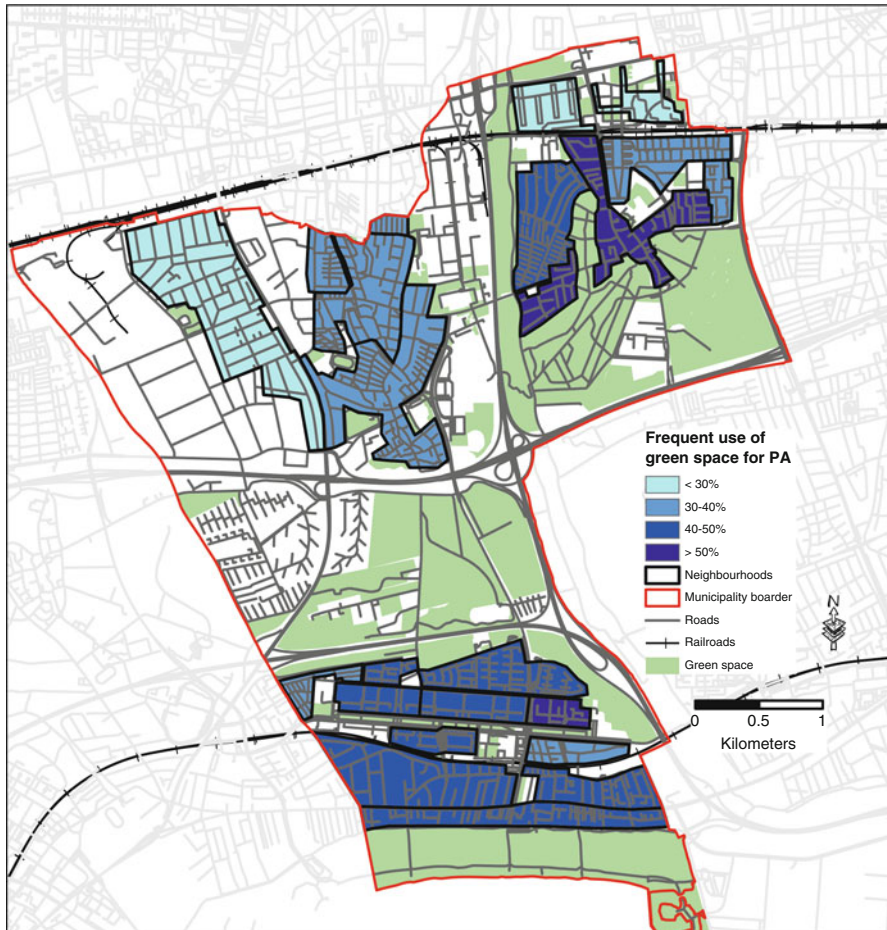 Frequent use of
green space for PA
< 30%
30-40%
40-50%
> 50%
Neighbourhoods
Municipality boarder
Roads
Railroads
Green space
N
0 0.5 1
Kilometers